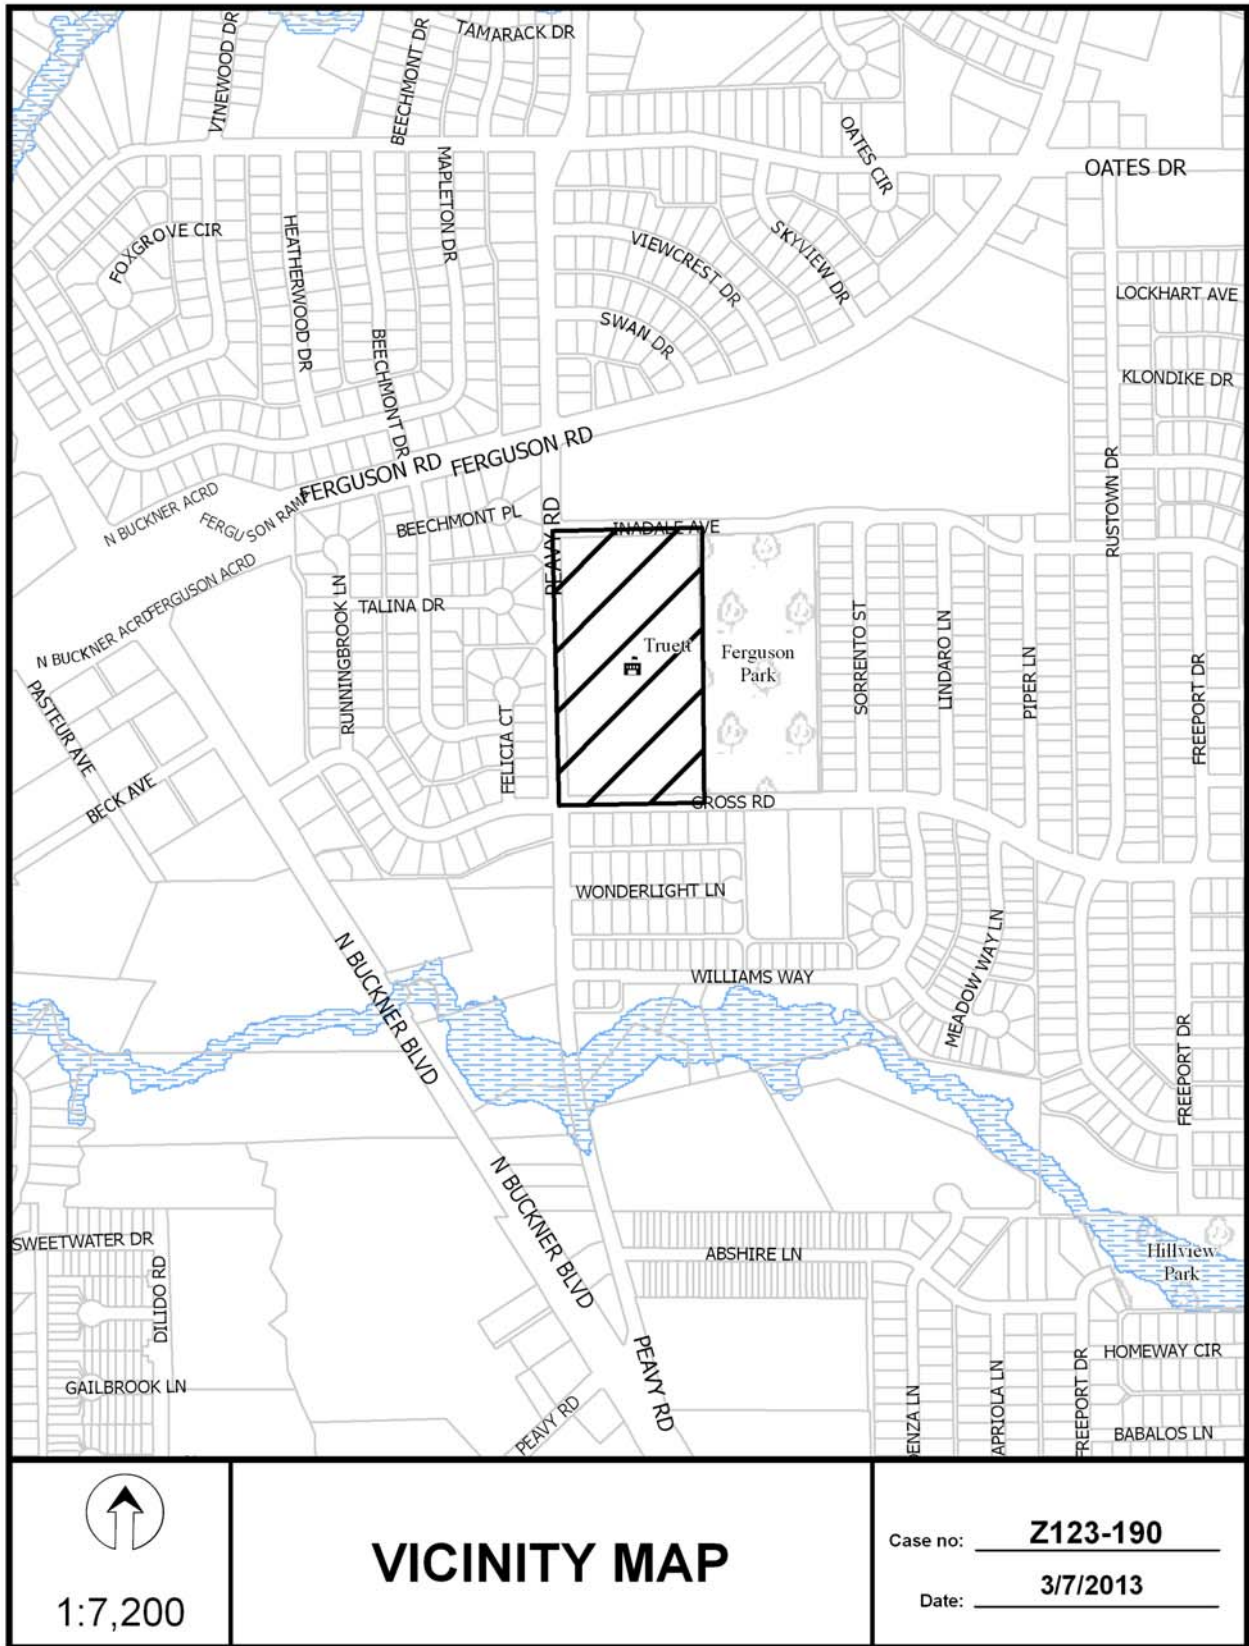 TAMARACK DR
VINEWOOD DR
BEECHMONT DR
OATES CIR
MAPLETON DR
OATES DR
FOXGROVE CIR
HEATHERWOOD DR
VIEWCREST DR
SKYVIEW DR
LOCKHART AVE
SWAN DR
BEECHMONT DR
KLONDIKE DR
FERGUSON RD
FERGUSON RD
RUSTOWN DR
N BUCKNER ACRD
FERGUSON RAMP
BEECHMONT PL
PEAVY RD
INADALE AVE
FERGUSON ACRD
N BUCKNER ACRD
RUNNINGBROOK LN
TALINA DR
Truett
Ferguson
Park
SORRENTO ST
LINDARO LN
PIPER LN
FREEPORT DR
PASTEUR AVE
FELICIA CT
BECK AVE
GROSS RD
WONDERLIGHT LN
N BUCKNER BLVD
WILLIAMS WAY
MEADOW WAY LN
FREEPORT DR
N BUCKNER BLVD
SWEETWATER DR
DILIDO RD
ABSHIRE LN
Hillview
Park
PEAVY RD
HOMEWAY CIR
GAILBROOK LN
PEAVY RD
DENZA LN
APRIOLA LN
FREEPORT DR
BABALOS LN
1:7,200
VICINITY MAP
Case no: Z123-190
Date: 3/7/2013